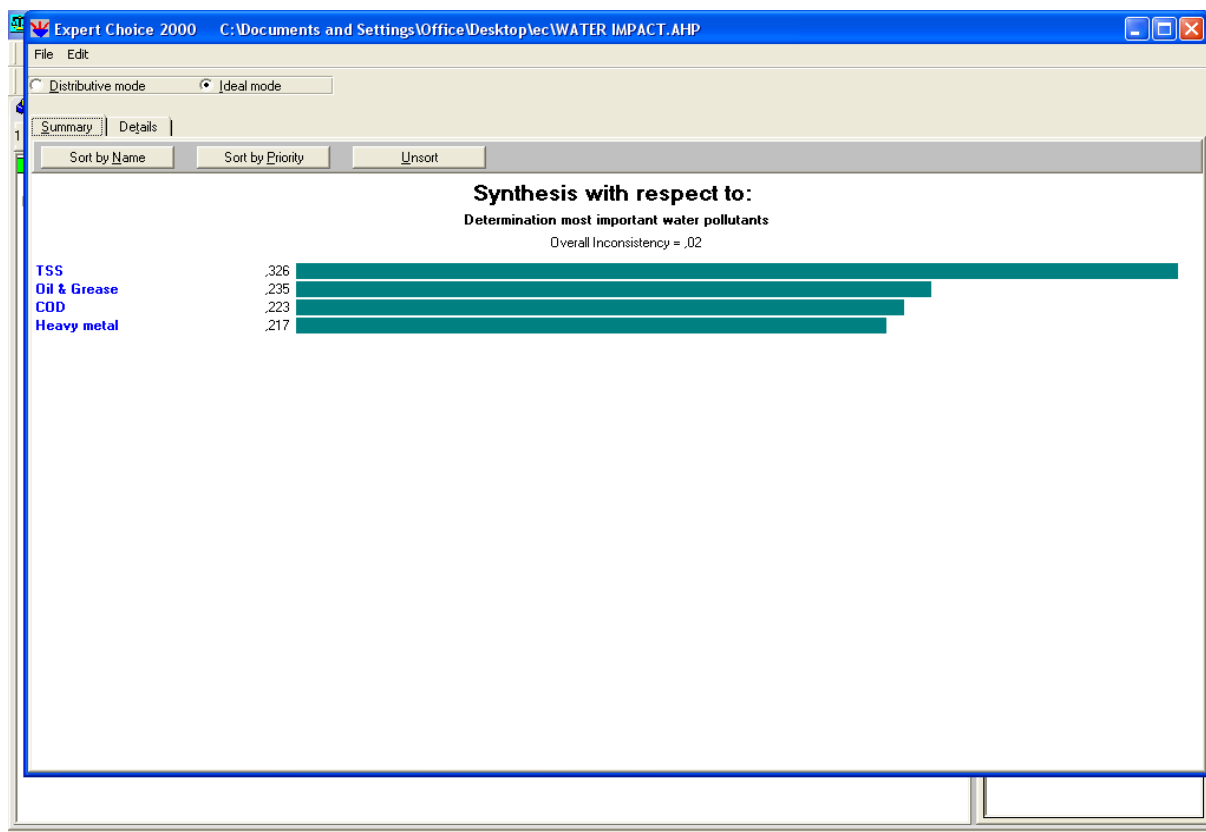 Expert Choice 2000 C:\Documents and Settings\Office\Desktop\ec\WATER IMPACT.AHP
File Edit
Distributive mode Ideal mode
1
Summary Details
Sort by Name Sort by Priority Unsort
Synthesis with respect to:
Determination most important water pollutants
Overall Inconsistency = ,02
TSS ,326
Oil & Grease ,235
COD ,223
Heavy metal ,217